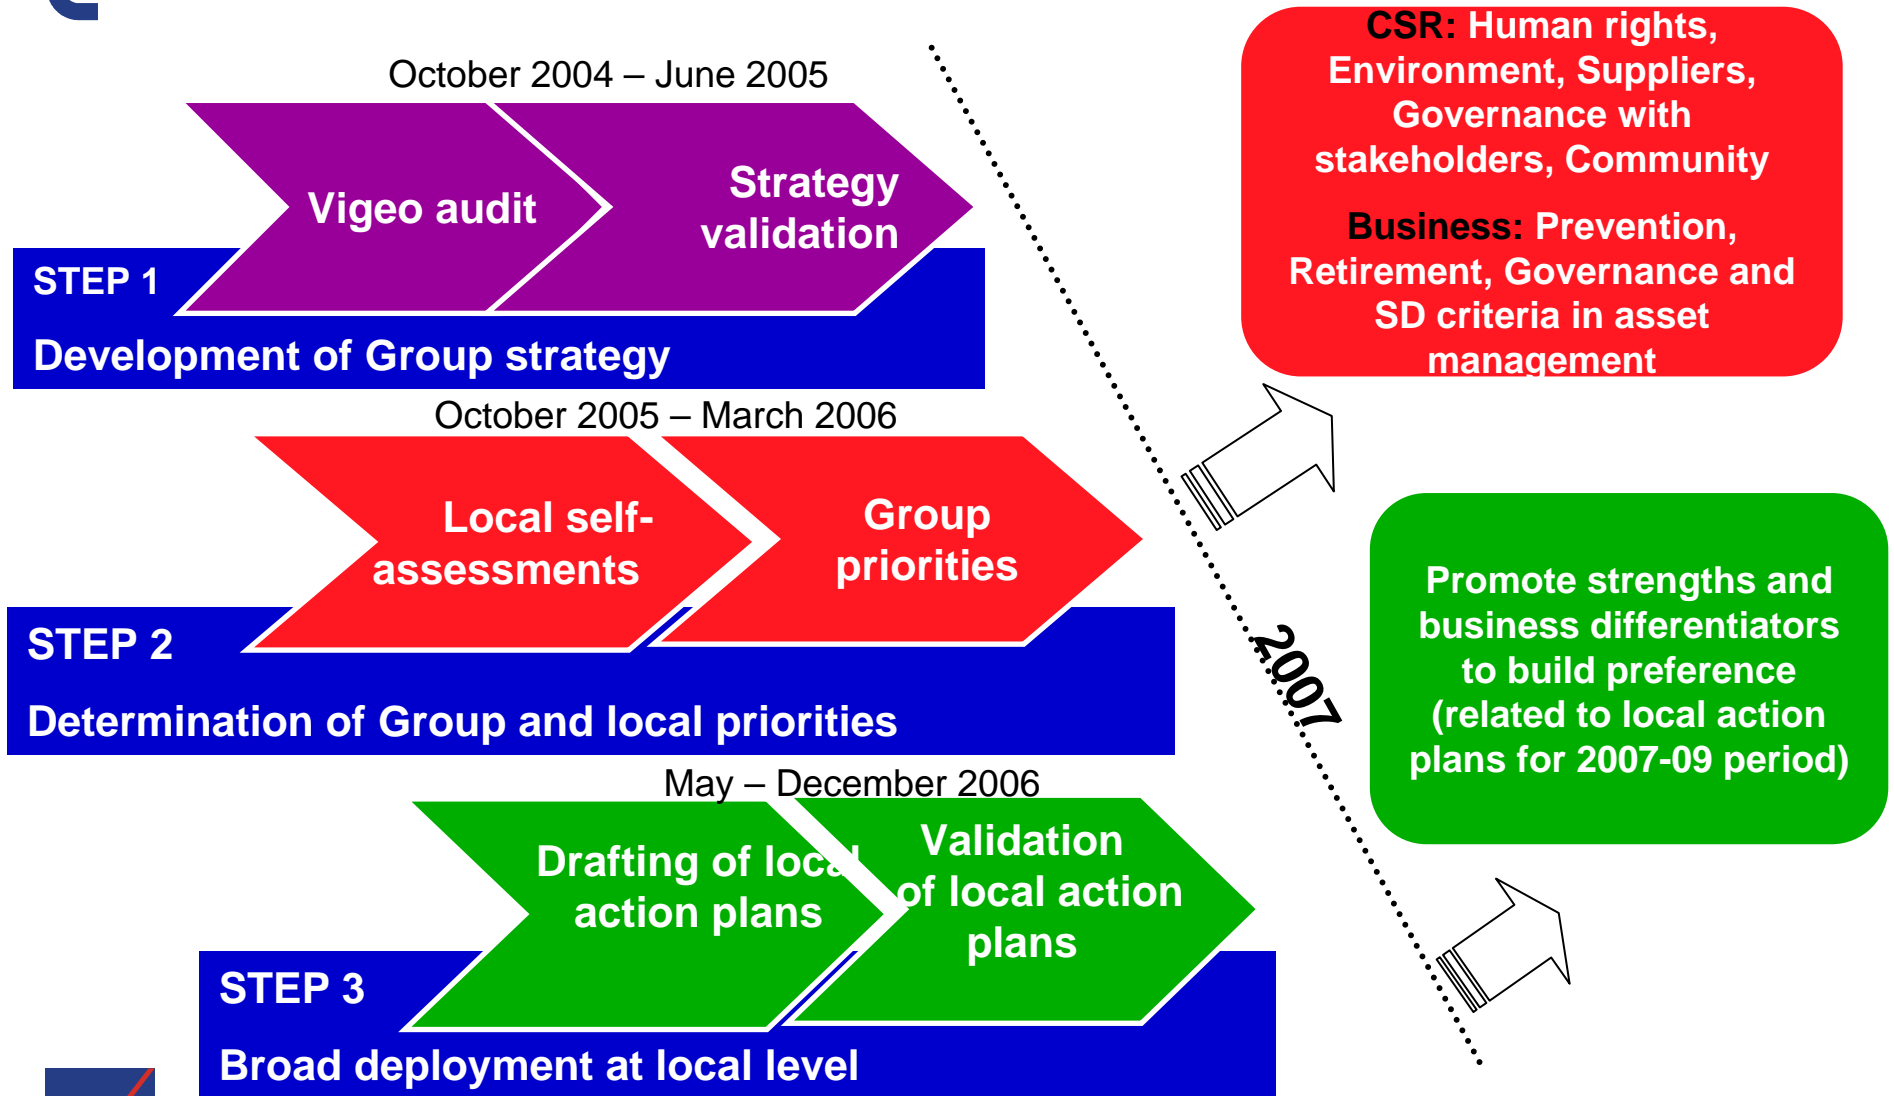 October 2004 – June 2005
Vigeo audit
Strategy
validation
STEP 1
Development of Group strategy
October 2005 – March 2006
Local self-
assessments
Group
priorities
STEP 2
Determination of Group and local priorities
May – December 2006
Drafting of local
action plans
Validation
of local action
plans
STEP 3
Broad deployment at local level
2007
CSR: Human rights,
Environment, Suppliers,
Governance with
stakeholders, Community
Business: Prevention,
Retirement, Governance and
SD criteria in asset
management
Promote strengths and
business differentiators
to build preference
(related to local action
plans for 2007-09 period)